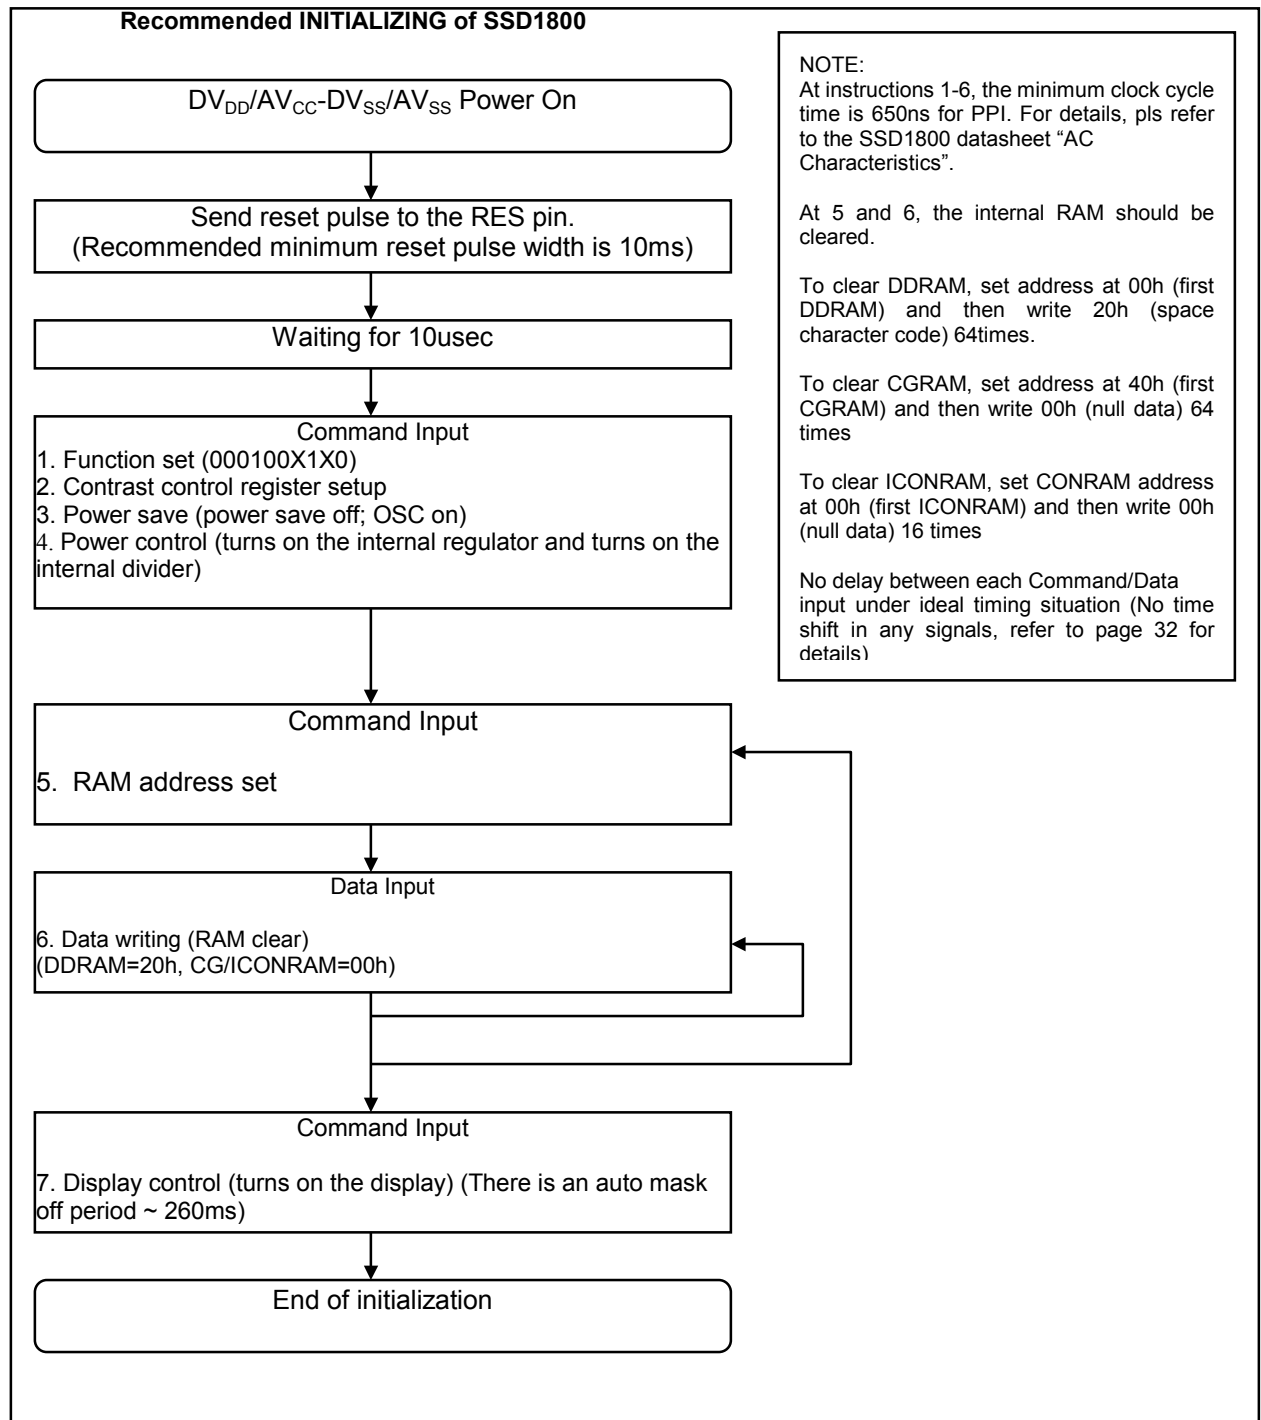 Recommended INITIALIZING of SSD1800
DVDD/AVCC-DVSS/AVSS Power On
Send reset pulse to the RES pin.
(Recommended minimum reset pulse width is 10ms)
Waiting for 10usec
Command Input
1. Function set (000100X1X0)
2. Contrast control register setup
3. Power save (power save off; OSC on)
4. Power control (turns on the internal regulator and turns on the
internal divider)
Command Input
5. RAM address set
Data Input
6. Data writing (RAM clear)
(DDRAM=20h, CG/ICONRAM=00h)
Command Input
7. Display control (turns on the display) (There is an auto mask
off period ~ 260ms)
End of initialization
NOTE:
At instructions 1-6, the minimum clock cycle
time is 650ns for PPI. For details, pls refer
to the SSD1800 datasheet “AC
Characteristics”.
At 5 and 6, the internal RAM should be
cleared.
To clear DDRAM, set address at 00h (first
DDRAM) and then write 20h (space
character code) 64times.
To clear CGRAM, set address at 40h (first
CGRAM) and then write 00h (null data) 64
times
To clear ICONRAM, set CONRAM address
at 00h (first ICONRAM) and then write 00h
(null data) 16 times
No delay between each Command/Data
input under ideal timing situation (No time
shift in any signals, refer to page 32 for
details)